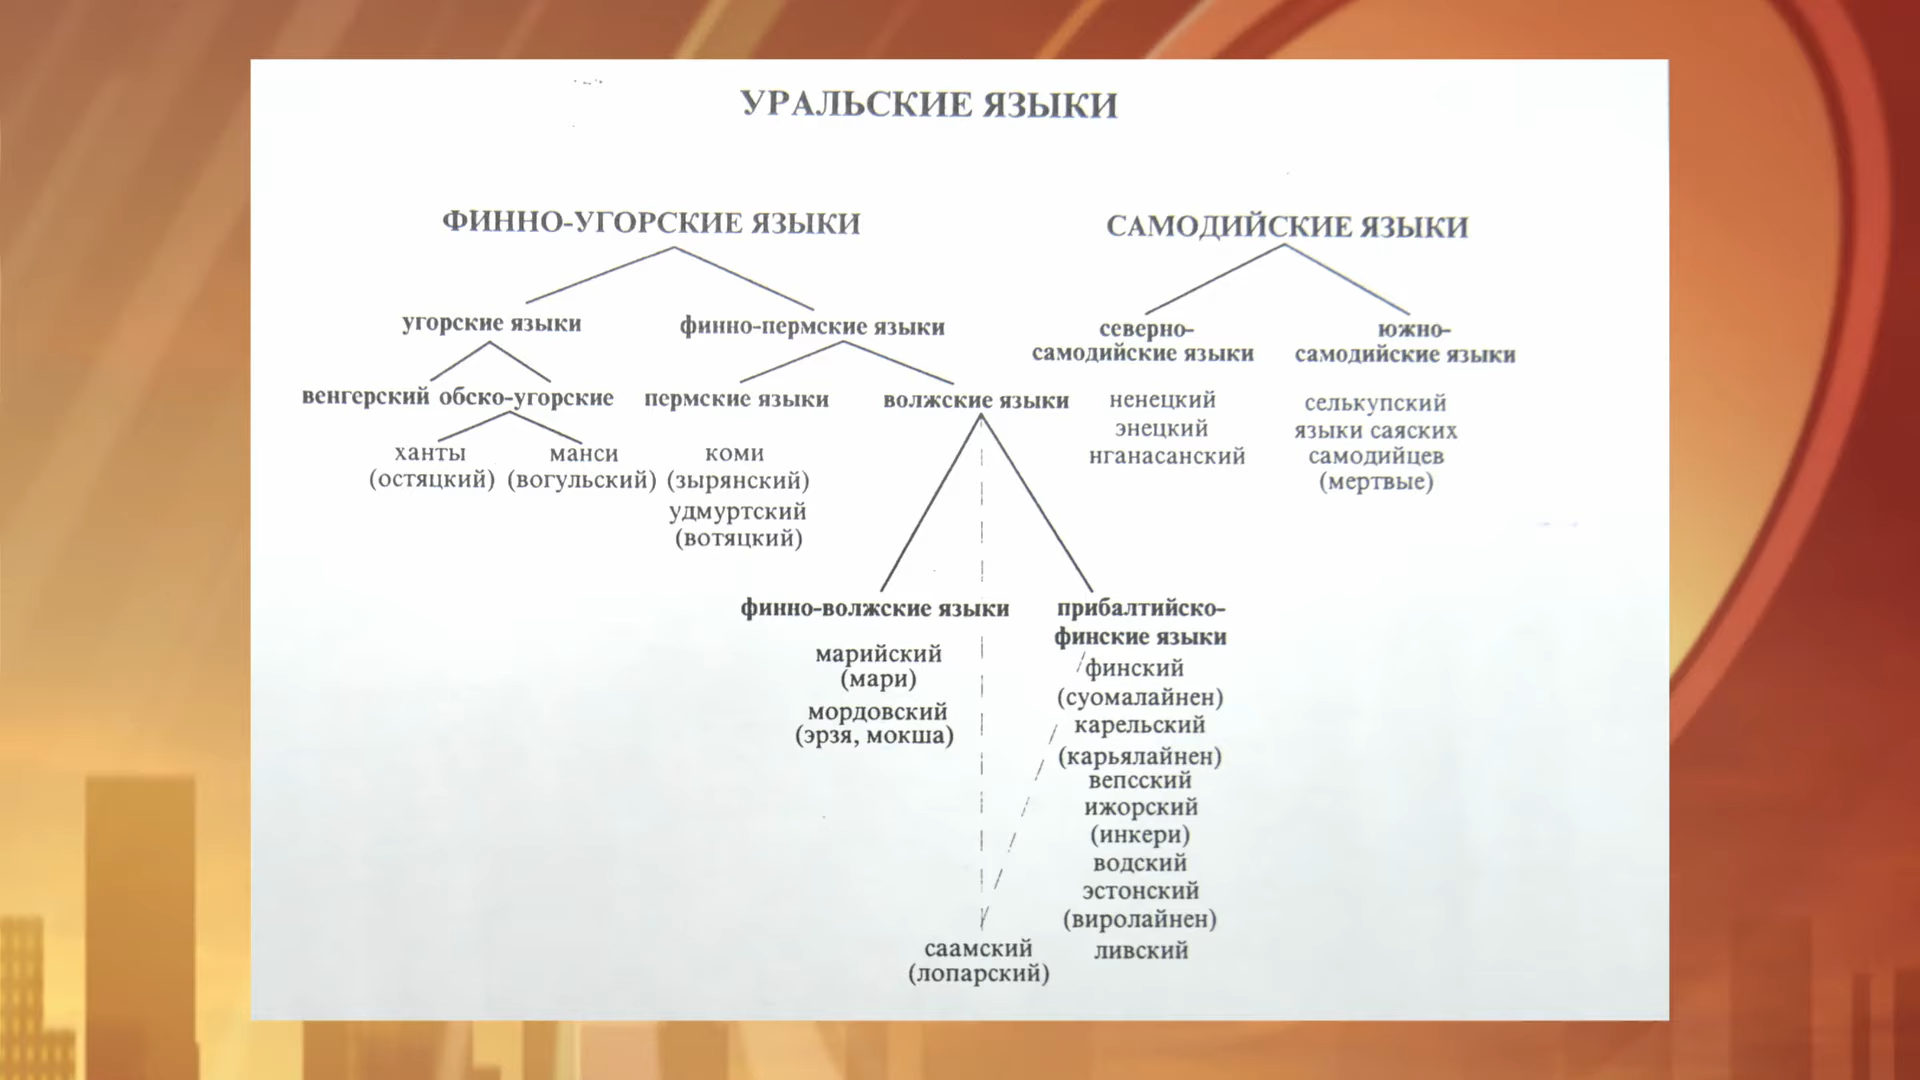 УРАЛЬСКИЕ ЯЗЫКИ
ФИННО-УГОРСКИЕ ЯЗЫКИ
САМОДИЙСКИЕ ЯЗЫКИ
угорские языки
финно-пермские языки
северно-
самодийские языки
южно-
самодийские языки
венгерский
обско-угорские
пермские языки
волжские языки
ханты
(остяцкий)
манси
(вогульский)
коми
(зырянский)
удмуртский
(вотяцкий)
ненецкий
энецкий
нганасанский
селькупский
языки саяских
самодийцев
(мертвые)
финно-волжские языки
марийский
(мари)
мордовский
(эрзя, мокша)
прибалтийско-
финские языки
финский
(суомалайнен)
карельский
(карьялайнен)
вепсский
ижорский
(инкери)
водский
эстонский
(виролайнен)
ливский
саамский
(лопарский)